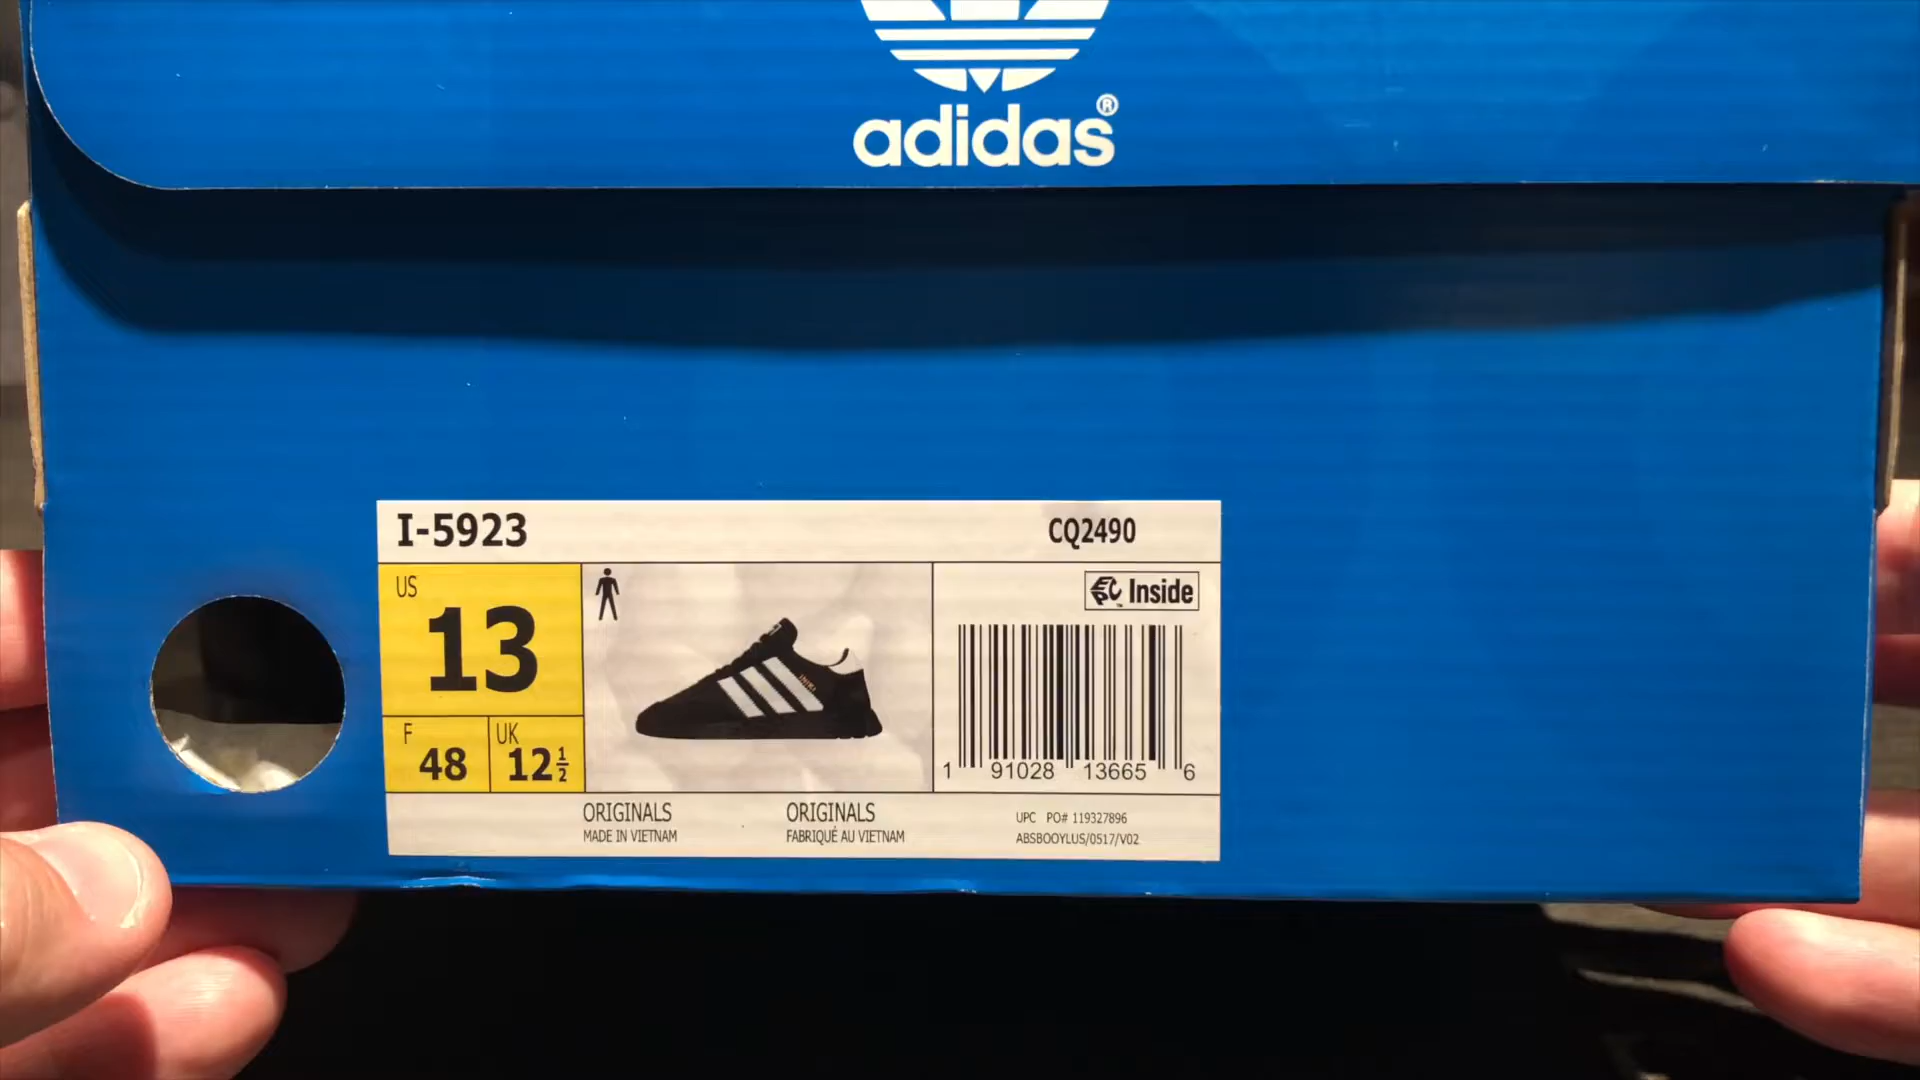 adidas®
I-5923
CQ2490
US
13
F
48
UK
12½
EPC™ Inside
1 91028 13665 6
ORIGINALS
MADE IN VIETNAM
ORIGINALS
FABRIQUÉ AU VIETNAM
UPC PO# 119327896
ABSBOOYLUS/0517/V02